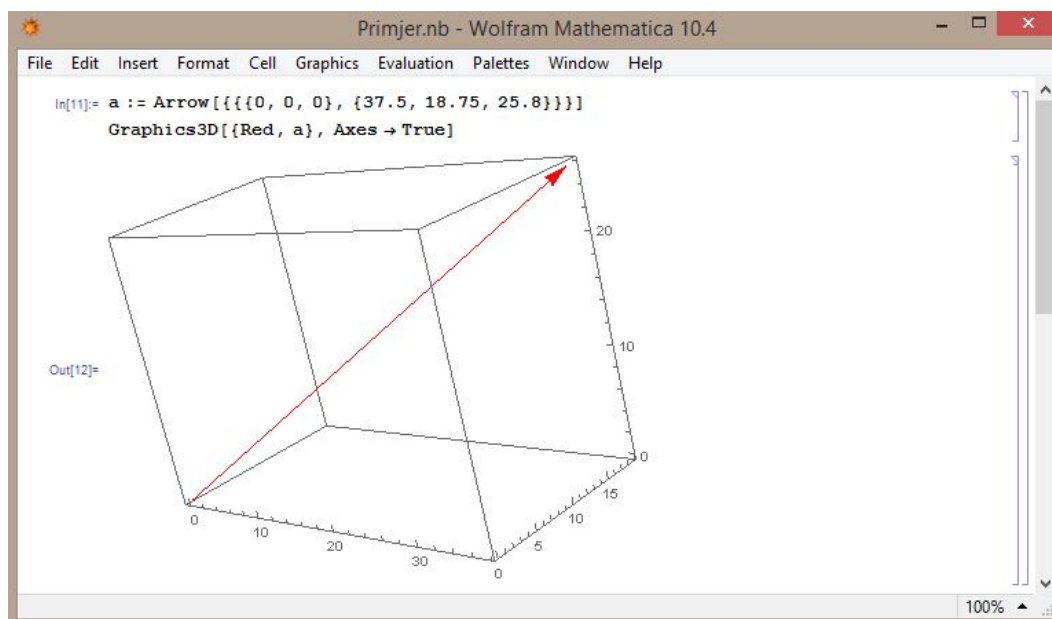 Primjer.nb - Wolfram Mathematica 10.4
File Edit Insert Format Cell Graphics Evaluation Palettes Window Help
In[11]:= a := Arrow[{{{0, 0, 0}, {37.5, 18.75, 25.8}}}]
Graphics3D[{Red, a}, Axes → True]
20
10
Out[12]=
0
15
0
10
10
20
5
30
0
100%